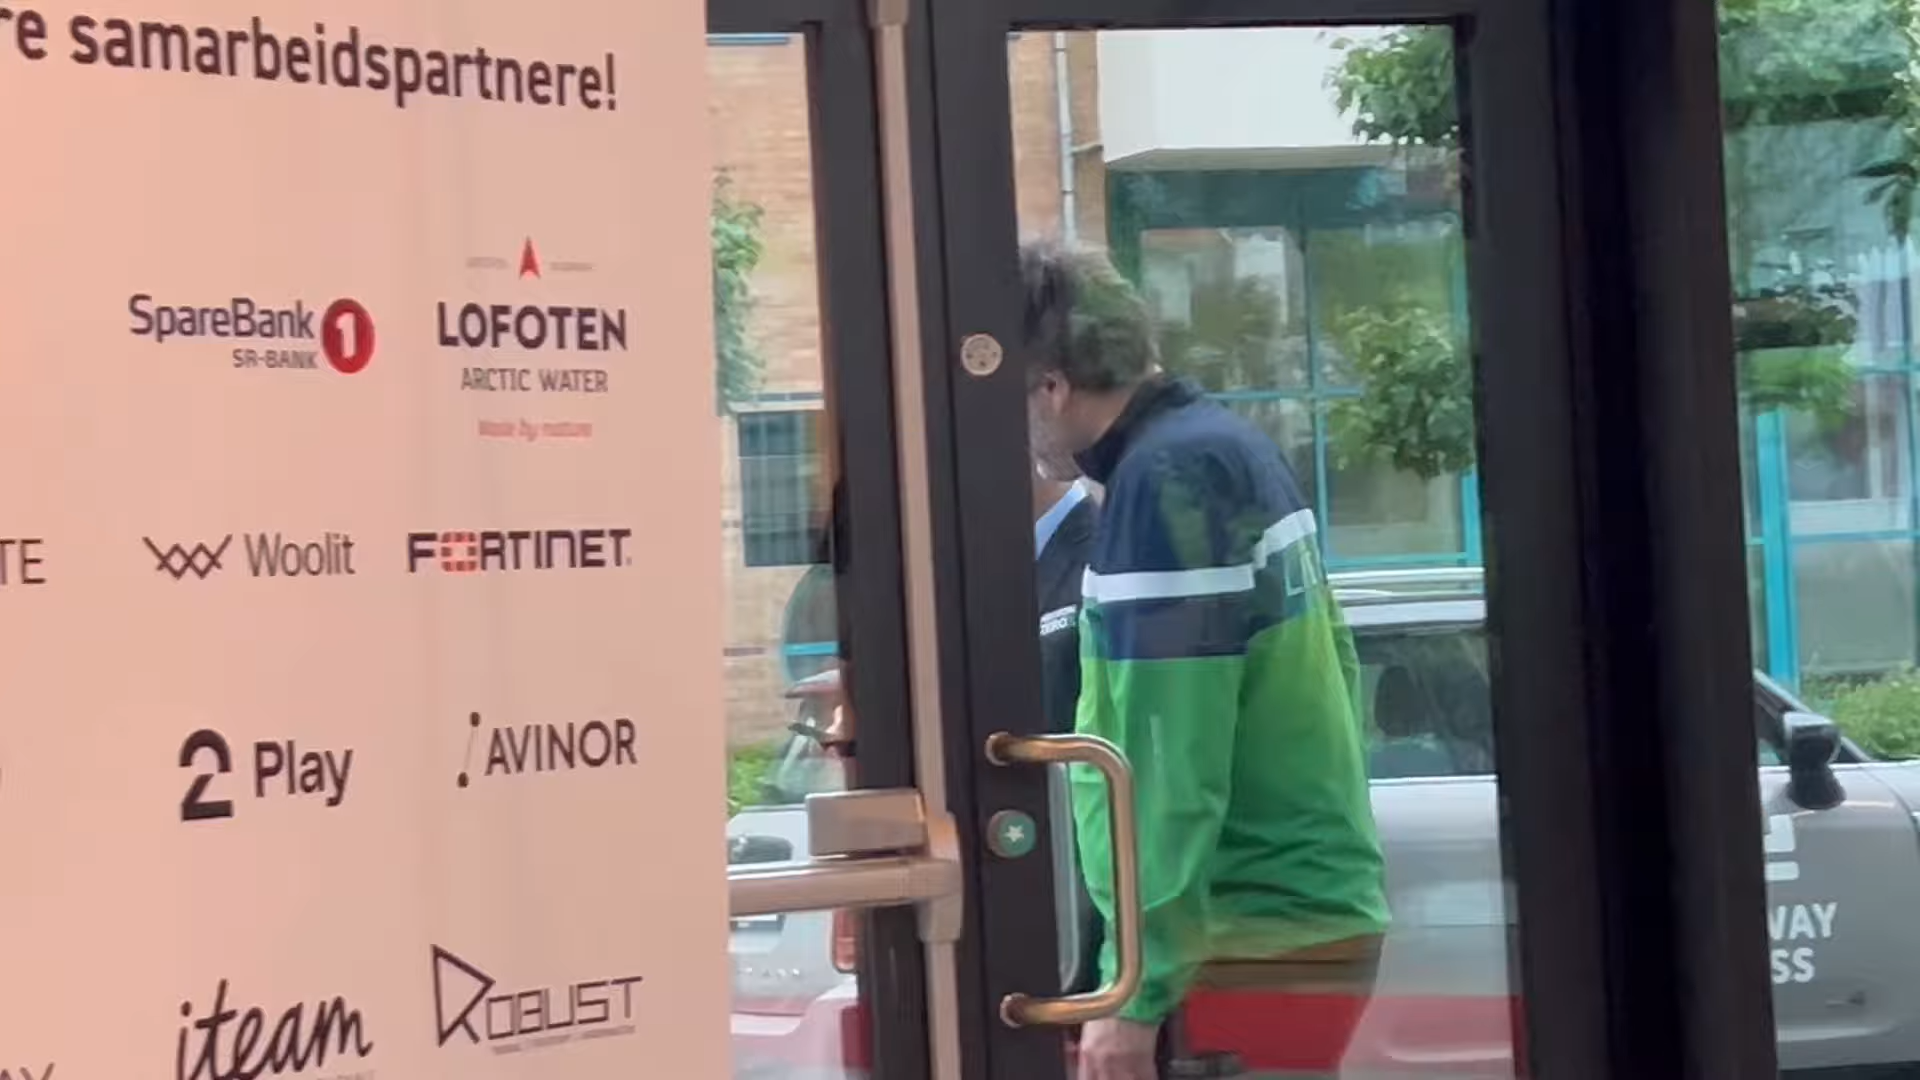 re samarbeidspartnere!
SpareBank 1
SR-BANK
LOFOTEN
ARCTIC WATER
Made by nature
TE
Woolit
FORTINET
2 Play
AVINOR
iteam
ROBUST
AY
WAY
SS